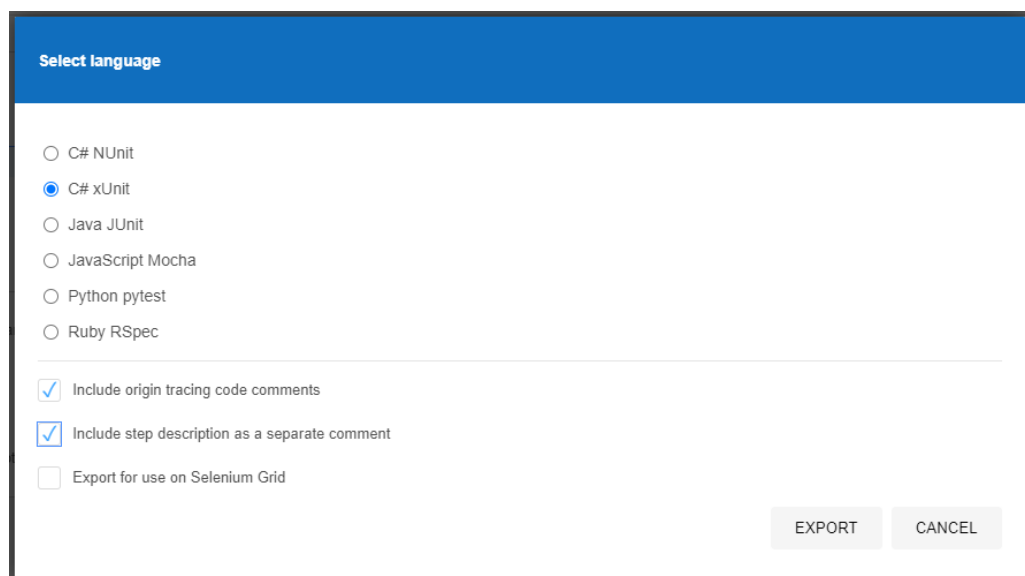 Select language
C# NUnit
C# xUnit
Java JUnit
JavaScript Mocha
Python pytest
Ruby RSpec
Include origin tracing code comments
Include step description as a separate comment
Export for use on Selenium Grid
EXPORT CANCEL